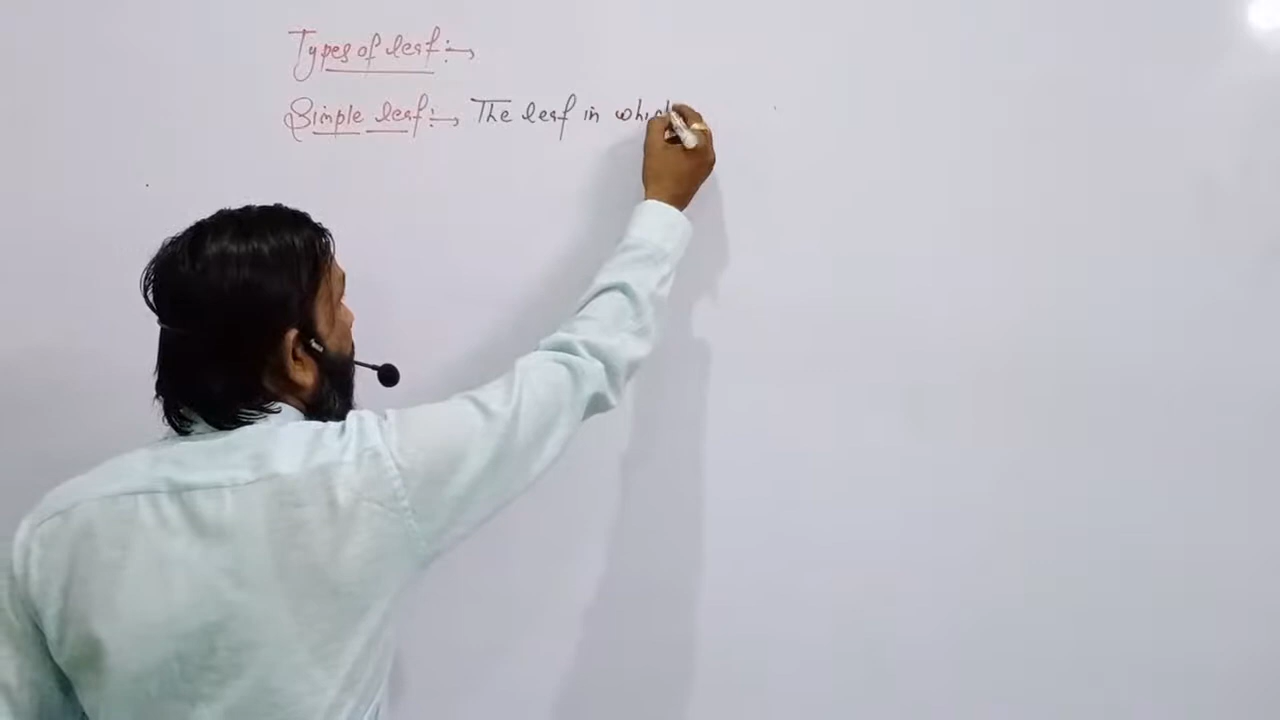 Types of leaf :→
Simple leaf :→ The leaf in which